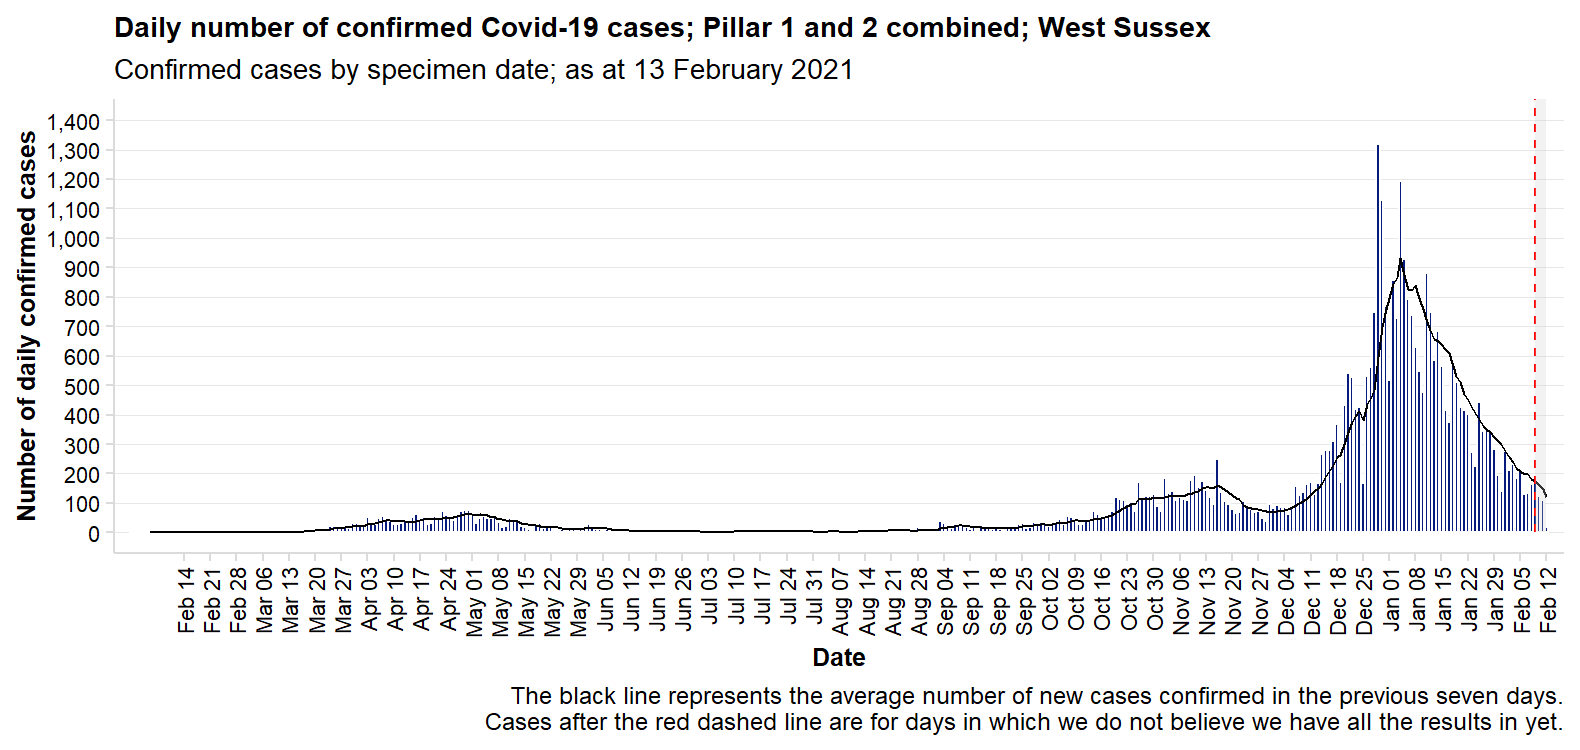 Daily number of confirmed Covid-19 cases; Pillar 1 and 2 combined; West Sussex
Confirmed cases by specimen date; as at 13 February 2021
Number of daily confirmed cases
1,400
1,300
1,200
1,100
1,000
900
800
700
600
500
400
300
200
100
0
Feb 14
Feb 21
Feb 28
Mar 06
Mar 13
Mar 20
Mar 27
Apr 03
Apr 10
Apr 17
Apr 24
May 01
May 08
May 15
May 22
May 29
Jun 05
Jun 12
Jun 19
Jun 26
Jul 03
Jul 10
Jul 17
Jul 24
Jul 31
Aug 07
Aug 14
Aug 21
Aug 28
Sep 04
Sep 11
Sep 18
Sep 25
Oct 02
Oct 09
Oct 16
Oct 23
Oct 30
Nov 06
Nov 13
Nov 20
Nov 27
Dec 04
Dec 11
Dec 18
Dec 25
Jan 01
Jan 08
Jan 15
Jan 22
Jan 29
Feb 05
Feb 12
Date
The black line represents the average number of new cases confirmed in the previous seven days.
Cases after the red dashed line are for days in which we do not believe we have all the results in yet.